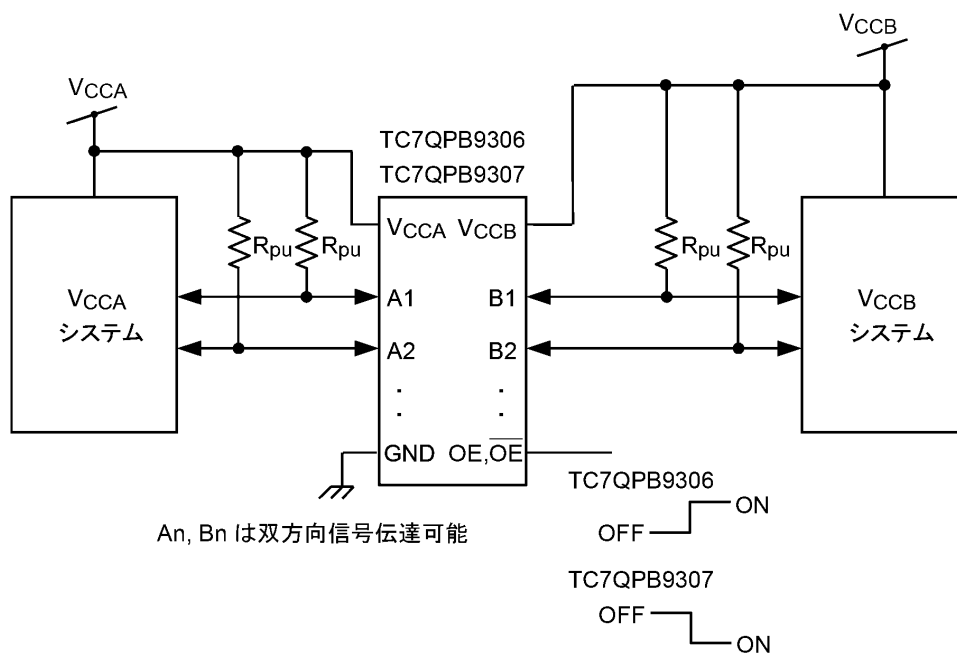 VCCB
VCCA
TC7QPB9306
TC7QPB9307
VCCA VCCB
Rpu Rpu Rpu Rpu
VCCA
システム
A1 B1
A2 B2
VCCB
システム
GND OE,O̅E̅
TC7QPB9306
OFF ON
An, Bn は双方向信号伝達可能
TC7QPB9307
OFF ON